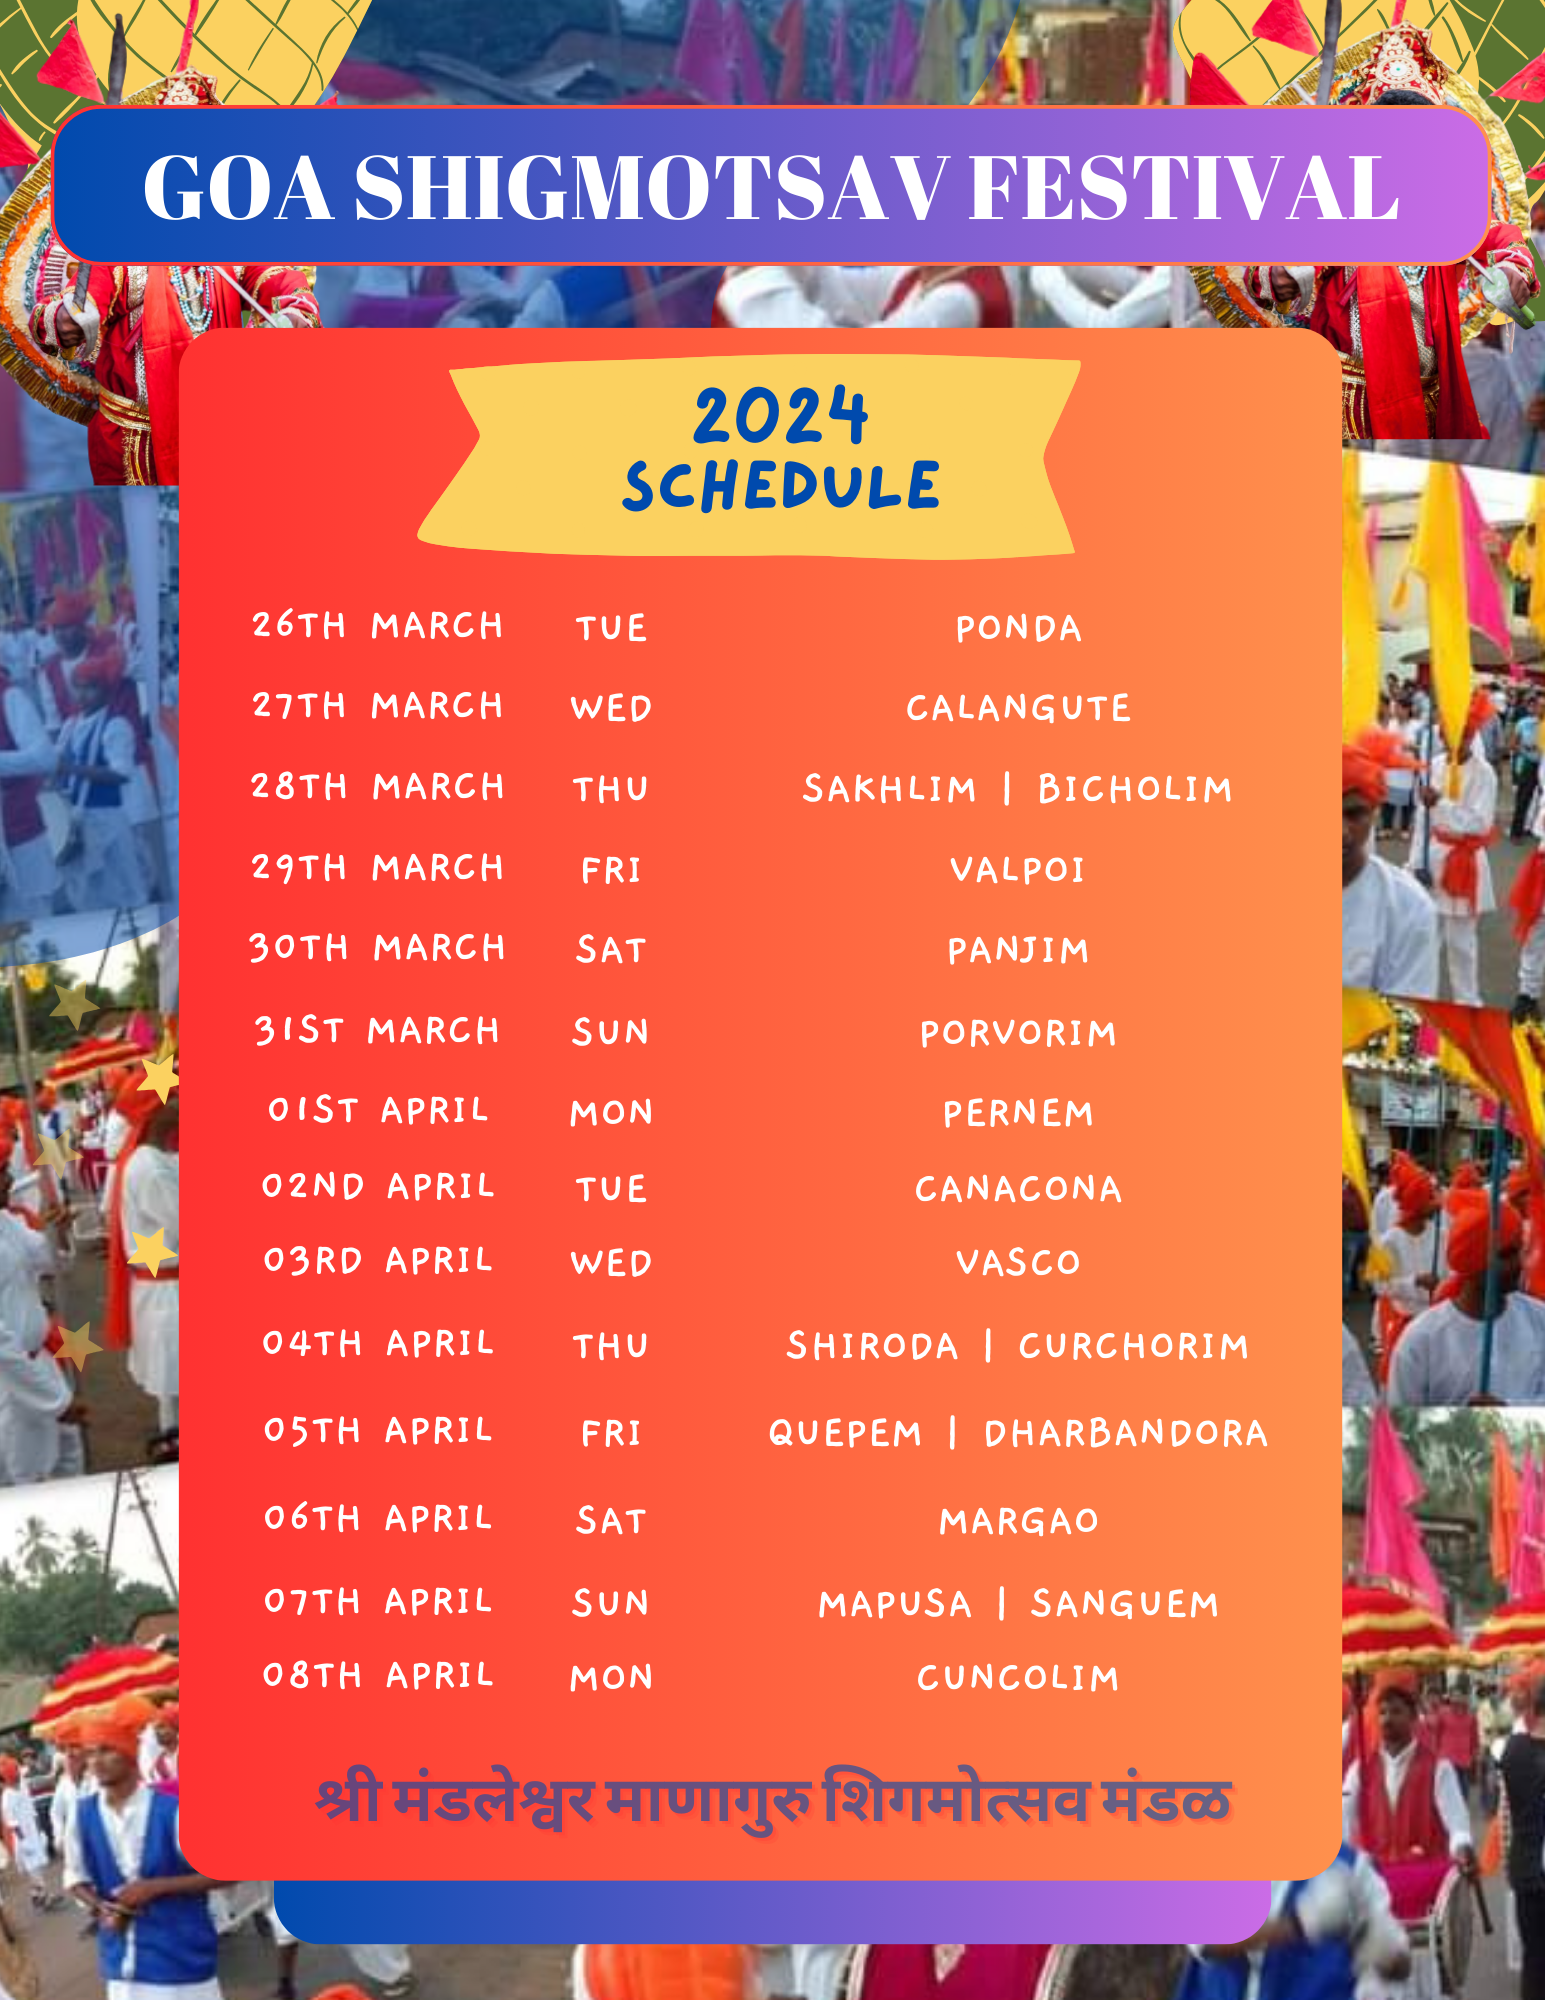 GOA SHIGMOTSAV FESTIVAL
2024
SCHEDULE
26TH MARCH TUE PONDA
27TH MARCH WED CALANGUTE
28TH MARCH THU SAKHLIM | BICHOLIM
29TH MARCH FRI VALPOI
30TH MARCH SAT PANJIM
31ST MARCH SUN PORVORIM
01ST APRIL MON PERNEM
02ND APRIL TUE CANACONA
03RD APRIL WED VASCO
04TH APRIL THU SHIRODA | CURCHORIM
05TH APRIL FRI QUEPEM | DHARBANDORA
06TH APRIL SAT MARGAO
07TH APRIL SUN MAPUSA | SANGUEM
08TH APRIL MON CUNCOLIM
श्री मंडलेश्वर माणागुरु शिगमोत्सव मंडळ